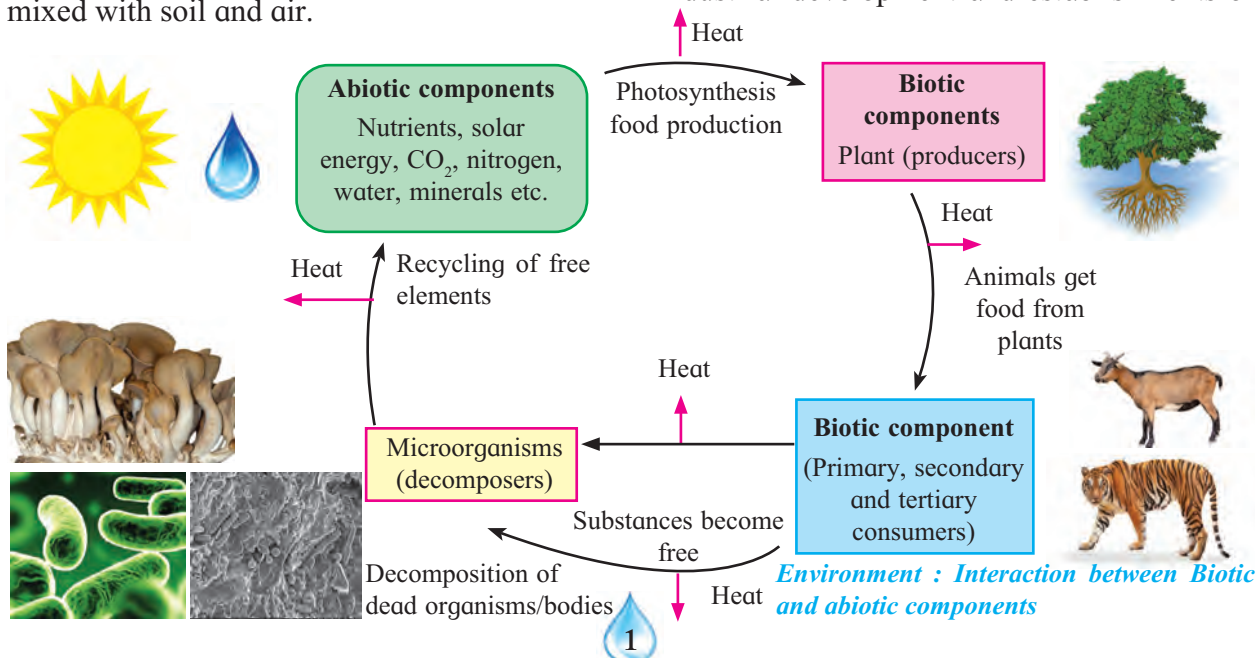 mixed with soil and air.
Heat
Abiotic components
Nutrients, solar
energy, CO₂, nitrogen,
water, minerals etc.
Photosynthesis
food production
Biotic
components
Plant (producers)
Heat
Animals get
food from
plants
Heat
Recycling of free
elements
Heat
Microorganisms
(decomposers)
Biotic component
(Primary, secondary
and tertiary
consumers)
Substances become
free
Decomposition of
dead organisms/bodies
Heat
Environment : Interaction between Biotic
and abiotic components
1